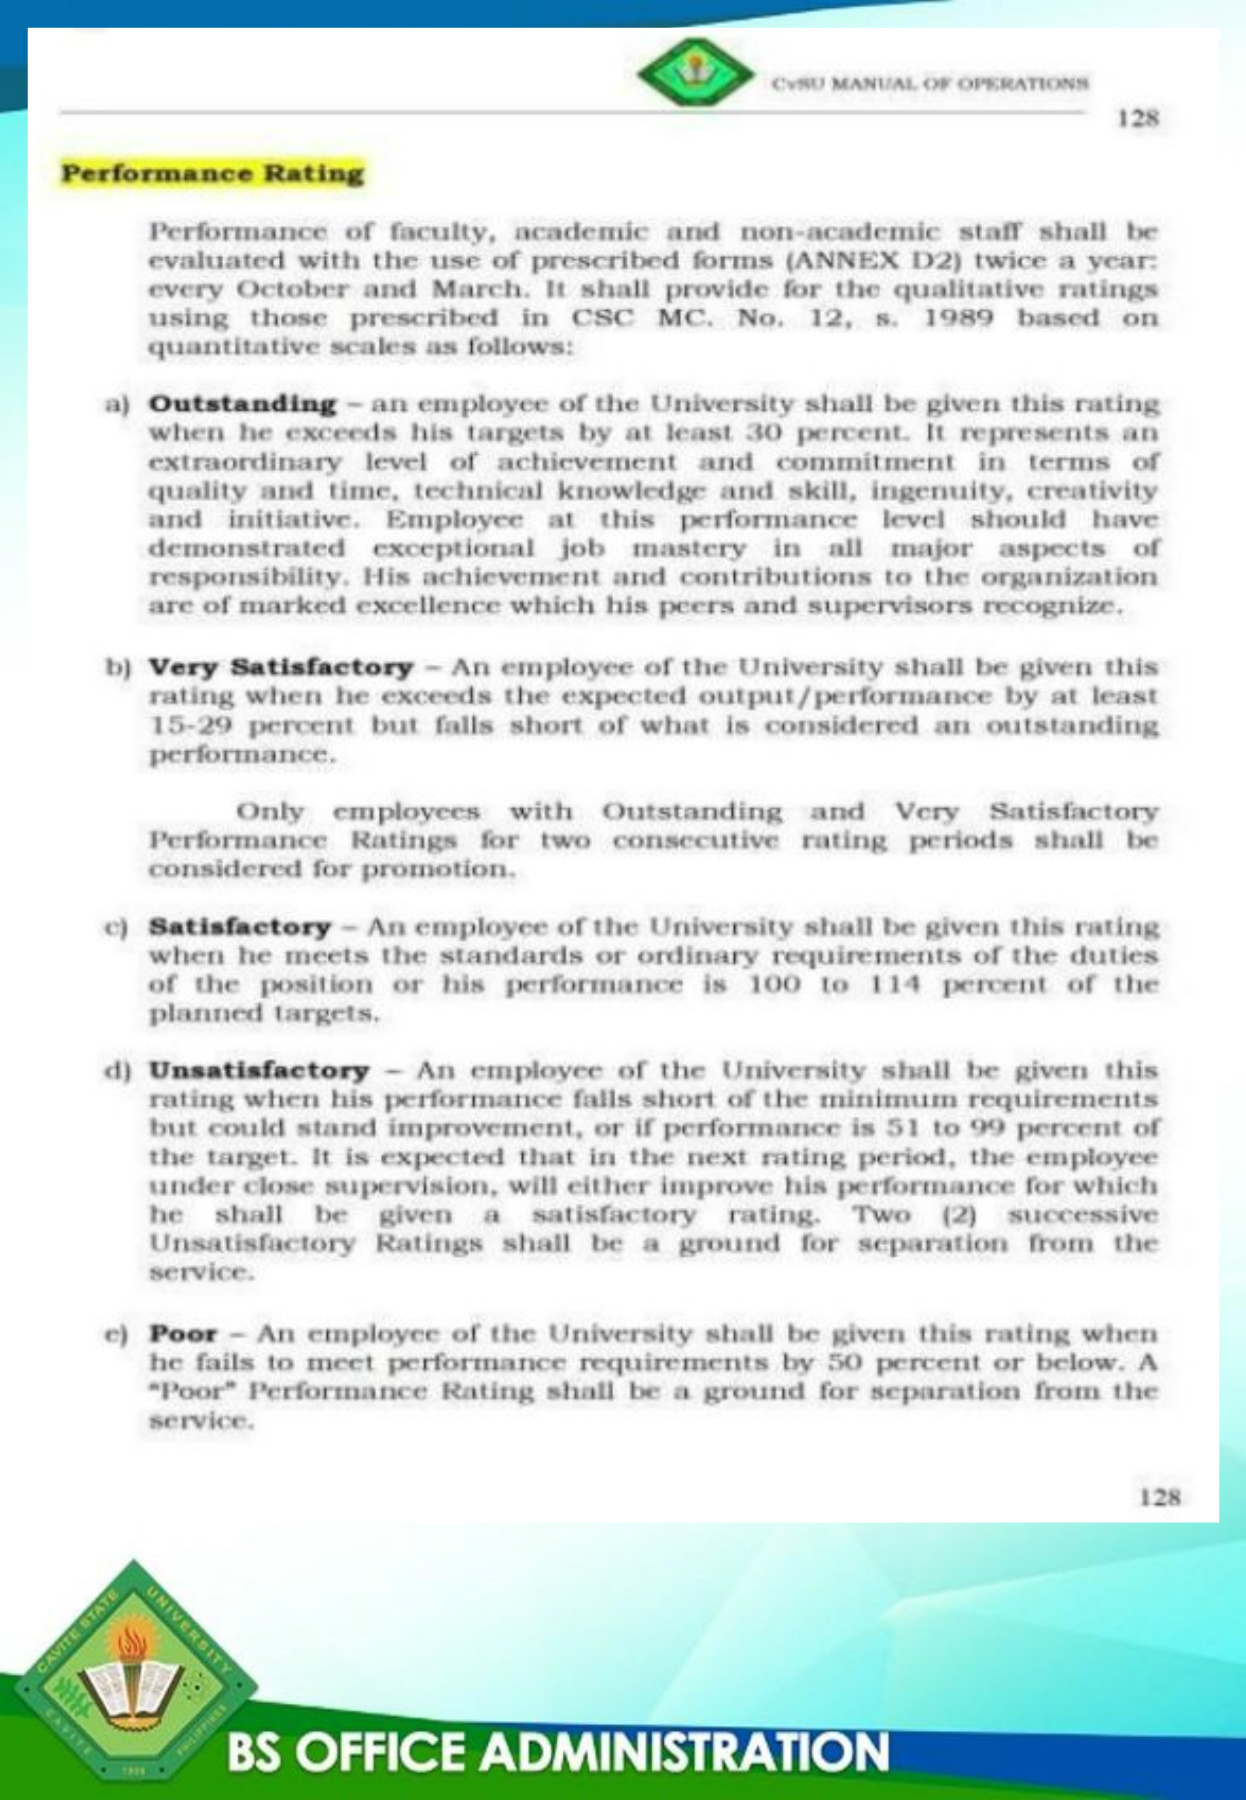 CvSU MANUAL OF OPERATIONS
128
Performance Rating
Performance of faculty, academic and non-academic staff shall be
evaluated with the use of prescribed forms (ANNEX D2) twice a year:
every October and March. It shall provide for the qualitative ratings
using those prescribed in CSC MC. No. 12, s. 1989 based on
quantitative scales as follows:
a) Outstanding – an employee of the University shall be given this rating
when he exceeds his targets by at least 30 percent. It represents an
extraordinary level of achievement and commitment in terms of
quality and time, technical knowledge and skill, ingenuity, creativity
and initiative. Employee at this performance level should have
demonstrated exceptional job mastery in all major aspects of
responsibility. His achievement and contributions to the organization
are of marked excellence which his peers and supervisors recognize.
b) Very Satisfactory – An employee of the University shall be given this
rating when he exceeds the expected output/performance by at least
15-29 percent but falls short of what is considered an outstanding
performance.
Only employees with Outstanding and Very Satisfactory
Performance Ratings for two consecutive rating periods shall be
considered for promotion.
c) Satisfactory – An employee of the University shall be given this rating
when he meets the standards or ordinary requirements of the duties
of the position or his performance is 100 to 114 percent of the
planned targets.
d) Unsatisfactory – An employee of the University shall be given this
rating when his performance falls short of the minimum requirements
but could stand improvement, or if performance is 51 to 99 percent of
the target. It is expected that in the next rating period, the employee
under close supervision, will either improve his performance for which
he shall be given a satisfactory rating. Two (2) successive
Unsatisfactory Ratings shall be a ground for separation from the
service.
e) Poor – An employee of the University shall be given this rating when
he fails to meet performance requirements by 50 percent or below. A
“Poor” Performance Rating shall be a ground for separation from the
service.
128
CAVITE STATE UNIVERSITY
CAVITE PHILIPPINES
1906
BS OFFICE ADMINISTRATION